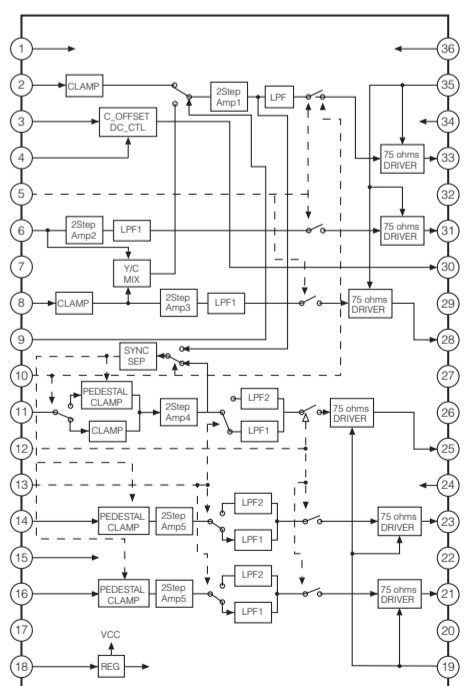 1
36
2
CLAMP
2Step
Amp1
LPF
35
3
C_OFFSET
DC_CTL
34
4
75 ohms
DRIVER
33
5
32
6
2Step
Amp2
LPF1
75 ohms
DRIVER
31
7
Y/C
MIX
30
8
CLAMP
2Step
Amp3
LPF1
75 ohms
DRIVER
29
9
28
SYNC
SEP
10
27
PEDESTAL
CLAMP
LPF2
11
2Step
Amp4
75 ohms
DRIVER
26
CLAMP
LPF1
12
25
13
24
LPF2
14
PEDESTAL
CLAMP
2Step
Amp5
75 ohms
DRIVER
23
LPF1
15
22
LPF2
16
PEDESTAL
CLAMP
2Step
Amp5
75 ohms
DRIVER
21
LPF1
17
20
VCC
18
REG
19